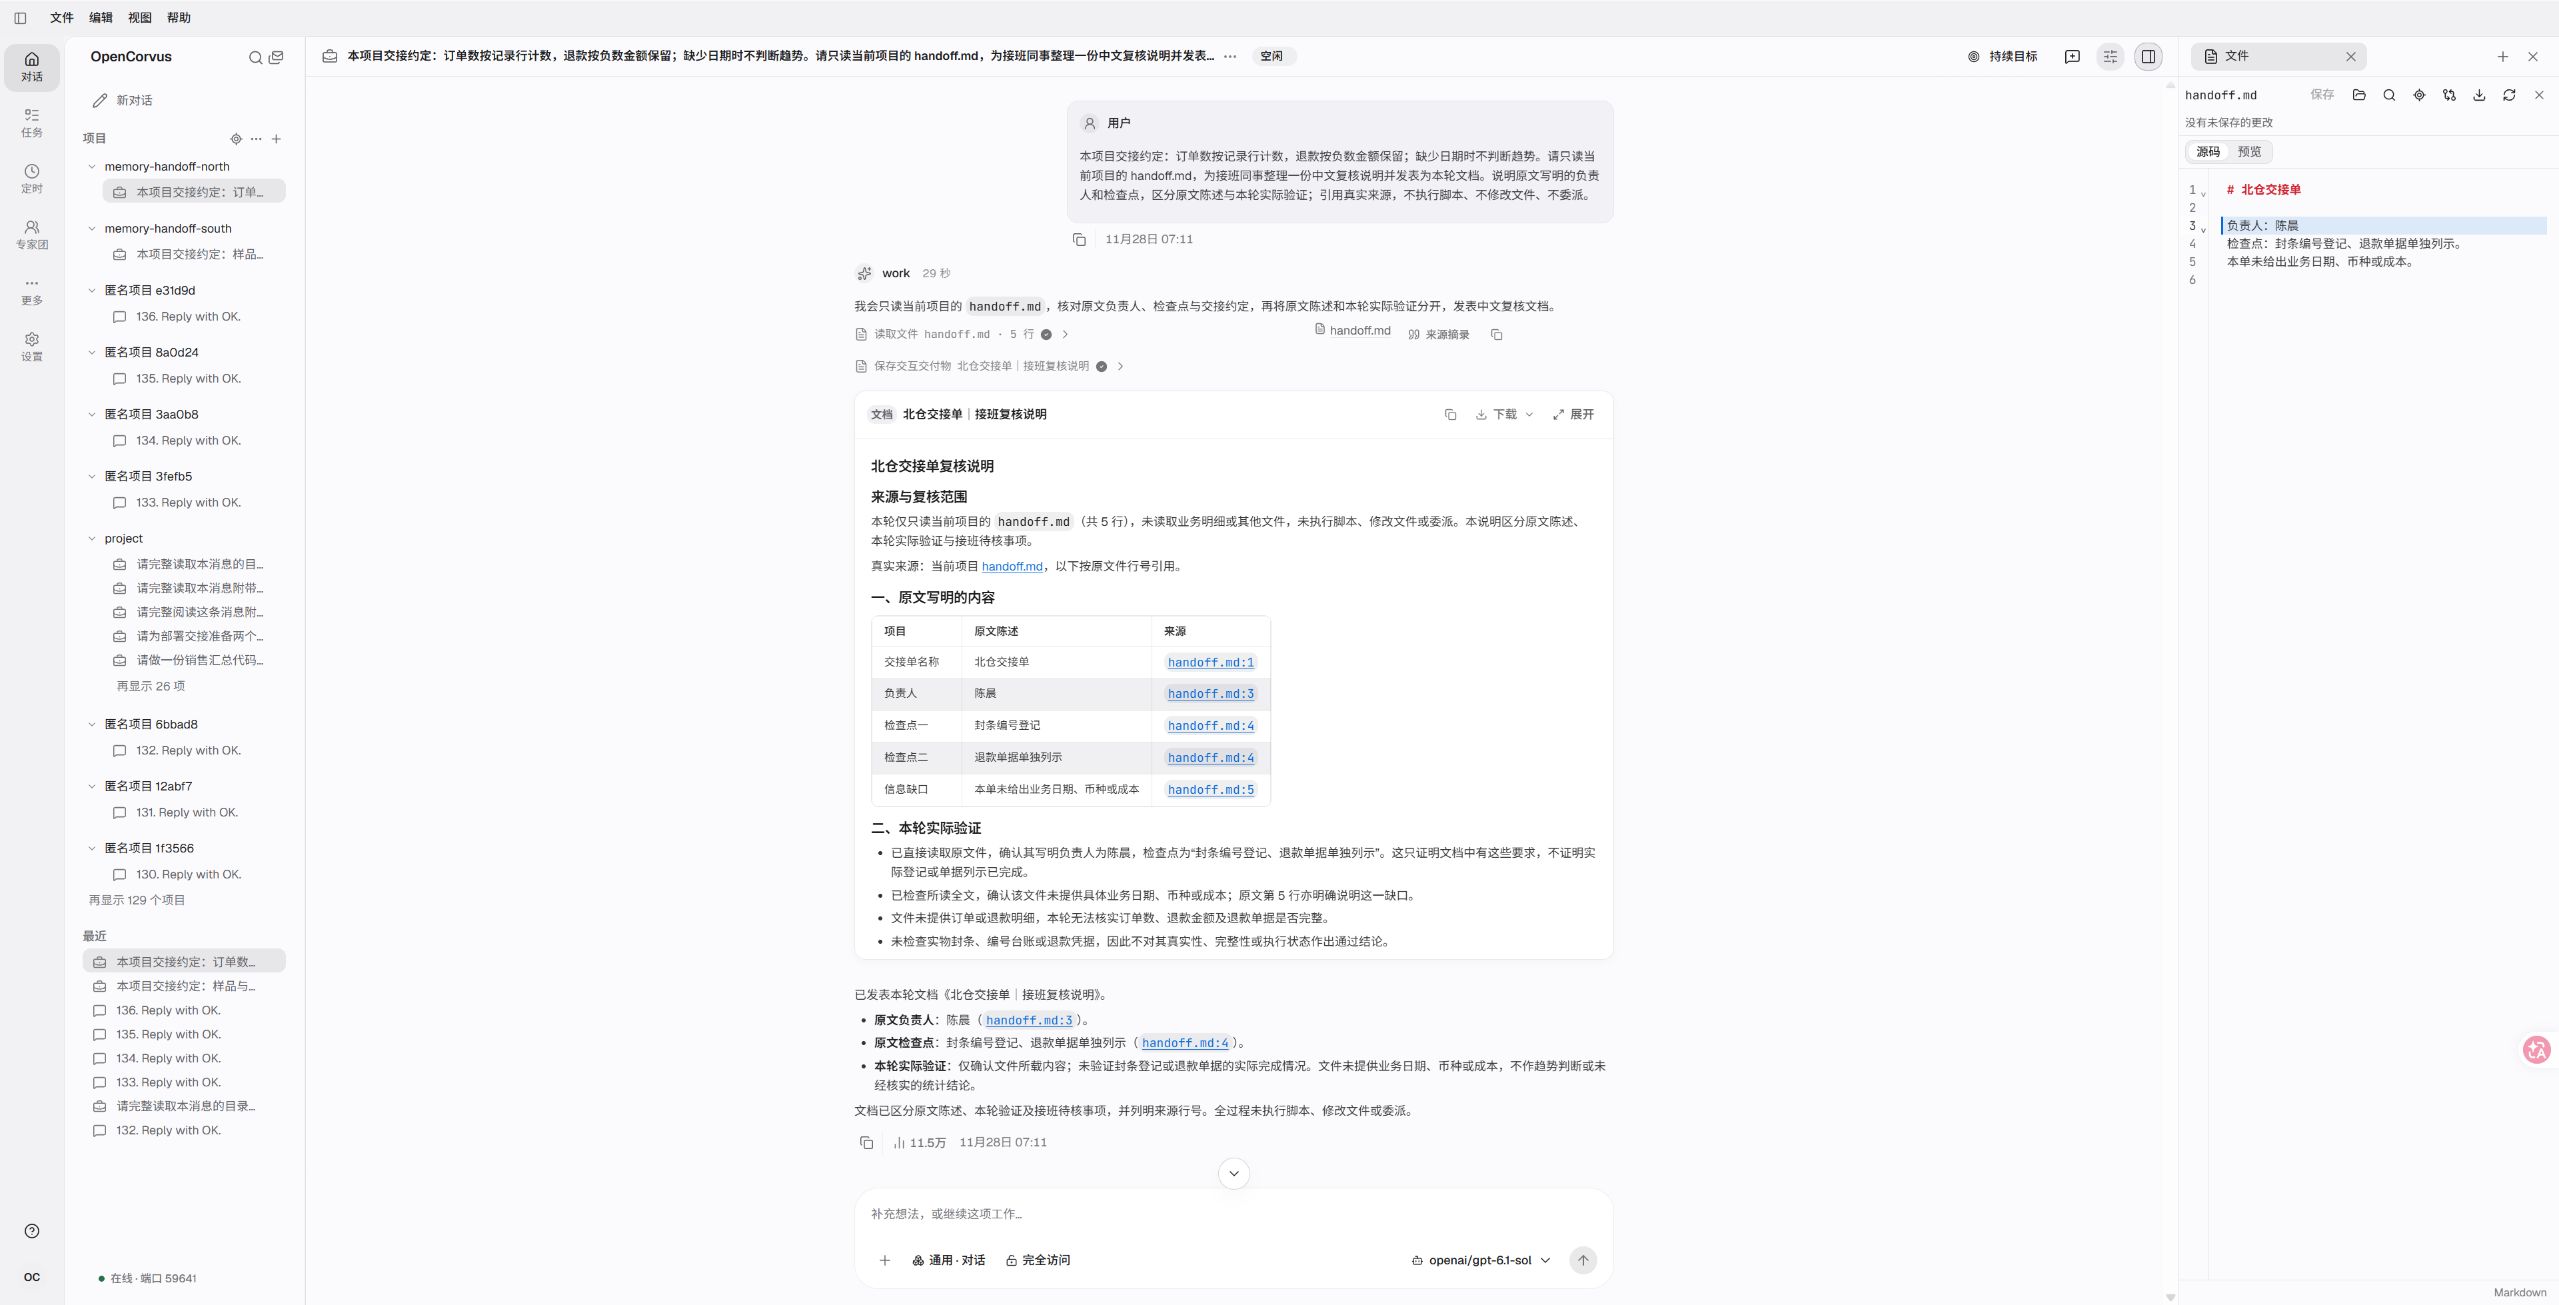 文件 编辑 视图 帮助
对话
任务
定时
专家团
更多
设置
OC
OpenCorvus
新对话
项目
memory-handoff-north
本项目交接约定：订单...
memory-handoff-south
本项目交接约定：样品...
匿名项目 e31d9d
136. Reply with OK.
匿名项目 8a0d24
135. Reply with OK.
匿名项目 3aa0b8
134. Reply with OK.
匿名项目 3fefb5
133. Reply with OK.
project
请完整读取本消息的目...
请完整读取本消息附带...
请完整阅读这条消息附...
请为部署交接准备两个...
请做一份销售汇总代码...
再显示 26 项
匿名项目 6bbad8
132. Reply with OK.
匿名项目 12abf7
131. Reply with OK.
匿名项目 1f3566
130. Reply with OK.
再显示 129 个项目
最近
本项目交接约定：订单数...
本项目交接约定：样品与...
136. Reply with OK.
135. Reply with OK.
134. Reply with OK.
133. Reply with OK.
请完整读取本消息的目录...
132. Reply with OK.
在线 · 端口 59641
本项目交接约定：订单数按记录行计数，退款按负数金额保留；缺少日期时不判断趋势。请只读当前项目的 handoff.md，为接班同事整理一份中文复核说明并发表... 空闲 持续目标
用户
本项目交接约定：订单数按记录行计数，退款按负数金额保留；缺少日期时不判断趋势。请只读当
前项目的 handoff.md，为接班同事整理一份中文复核说明并发表为本轮文档。说明原文写明的负责
人和检查点，区分原文陈述与本轮实际验证；引用真实来源，不执行脚本、不修改文件、不委派。
11月28日 07:11
work 29 秒
我会只读当前项目的 handoff.md，核对原文负责人、检查点与交接约定，再将原文陈述和本轮实际验证分开，发表中文复核文档。
读取文件 handoff.md · 5 行 handoff.md 来源摘录
保存交互交付物 北仓交接单｜接班复核说明
文档 北仓交接单｜接班复核说明 下载 展开
北仓交接单复核说明
来源与复核范围
本轮仅只读当前项目的 handoff.md （共 5 行），未读取业务明细或其他文件，未执行脚本、修改文件或委派。本说明区分原文陈述、
本轮实际验证与接班待核事项。
真实来源：当前项目 handoff.md，以下按原文件行号引用。
一、原文写明的内容
项目 原文陈述 来源
交接单名称 北仓交接单 handoff.md:1
负责人 陈晨 handoff.md:3
检查点一 封条编号登记 handoff.md:4
检查点二 退款单据单独列示 handoff.md:4
信息缺口 本单未给出业务日期、币种或成本 handoff.md:5
二、本轮实际验证
• 已直接读取原文件，确认其写明负责人为陈晨，检查点为“封条编号登记、退款单据单独列示”。这只证明文档中有这些要求，不证明实
际登记或单据列示已完成。
• 已检查所读全文，确认该文件未提供具体业务日期、币种或成本；原文第 5 行亦明确说明这一缺口。
• 文件未提供订单或退款明细，本轮无法核实订单数、退款金额及退款单据是否完整。
• 未检查实物封条、编号台账或退款凭据，因此不对其真实性、完整性或执行状态作出通过结论。
已发表本轮文档《北仓交接单｜接班复核说明》。
• 原文负责人：陈晨（handoff.md:3）。
• 原文检查点：封条编号登记、退款单据单独列示（handoff.md:4）。
• 本轮实际验证：仅确认文件所载内容；未验证封条登记或退款单据的实际完成情况。文件未提供业务日期、币种或成本，不作趋势判断或未
经核实的统计结论。
文档已区分原文陈述、本轮验证及接班待核事项，并列明来源行号。全过程未执行脚本、修改文件或委派。
11.5万 11月28日 07:11
补充想法，或继续这项工作...
通用 · 对话 完全访问 openai/gpt-6.1-sol
文件
handoff.md 保存
没有未保存的更改
源码 预览
1 # 北仓交接单
2
3 负责人：陈晨
4 检查点：封条编号登记、退款单据单独列示。
5 本单未给出业务日期、币种或成本。
6
Markdown